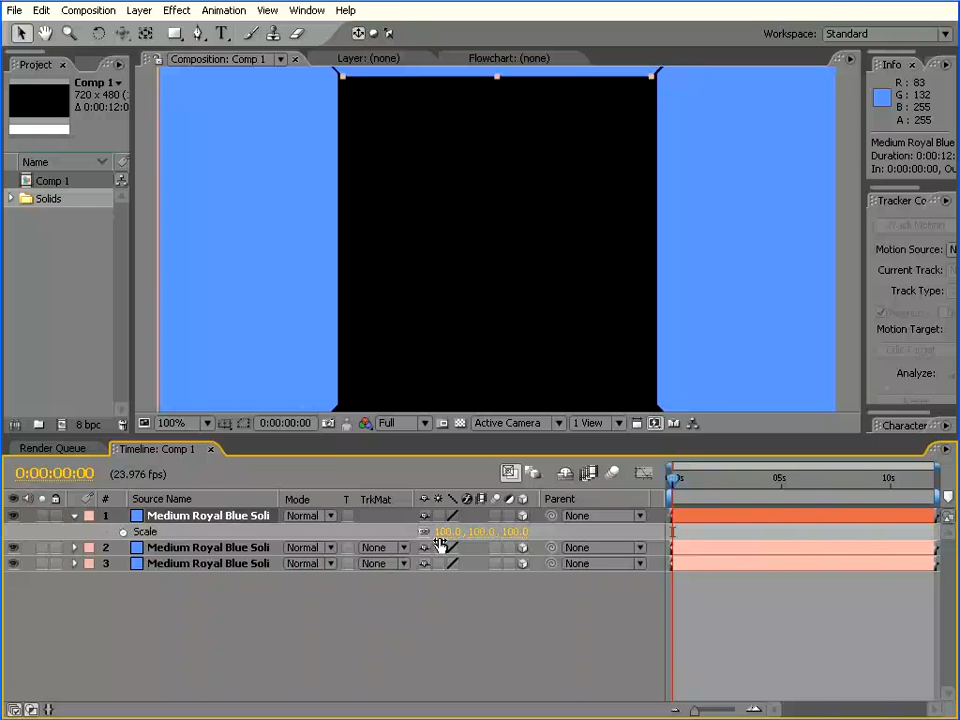 File Edit Composition Layer Effect Animation View Window Help
Workspace: Standard
Project
Comp 1
720 x 480
Δ 0:00:12:0
Name
Comp 1
Solids
8 bpc
Composition: Comp 1
Layer: (none)
Flowchart: (none)
100%
0:00:00:00
Full
Active Camera
1 View
Info
R : 83
G : 132
B : 255
A : 255
Medium Royal Blue
Duration: 0:00:12:
In: 0:00:00:00, Ou
Tracker Co
Track Motion
Motion Source: N
Current Track:
Track Type:
Motion Target:
Edit Target
Analyze:
Character
Render Queue
Timeline: Comp 1
0:00:00:00
(23.976 fps)
# Source Name Mode T TrkMat Parent
05s 10s
1 Medium Royal Blue Soli Normal None
Scale 100.0, 100.0, 100.0
2 Medium Royal Blue Soli Normal None None
3 Medium Royal Blue Soli Normal None None